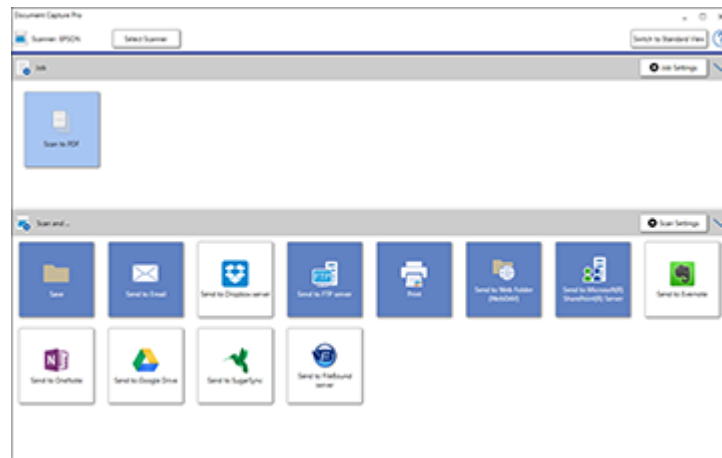 Document Capture Pro
Scanner: EPSON
Select Scanner
Switch to Standard View
?
Job
Job Settings
Scan to PDF
Scan and ...
Scan Settings
Save
Send to Email
Send to Dropbox server
FTP
Send to FTP server
Print
Send to Web Folder
(WebDAV)
Send to Microsoft(R)
SharePoint(R) Server
Send to Evernote
N
Send to OneNote
Send to Google Drive
Send to SugarSync
Send to FileBound
server